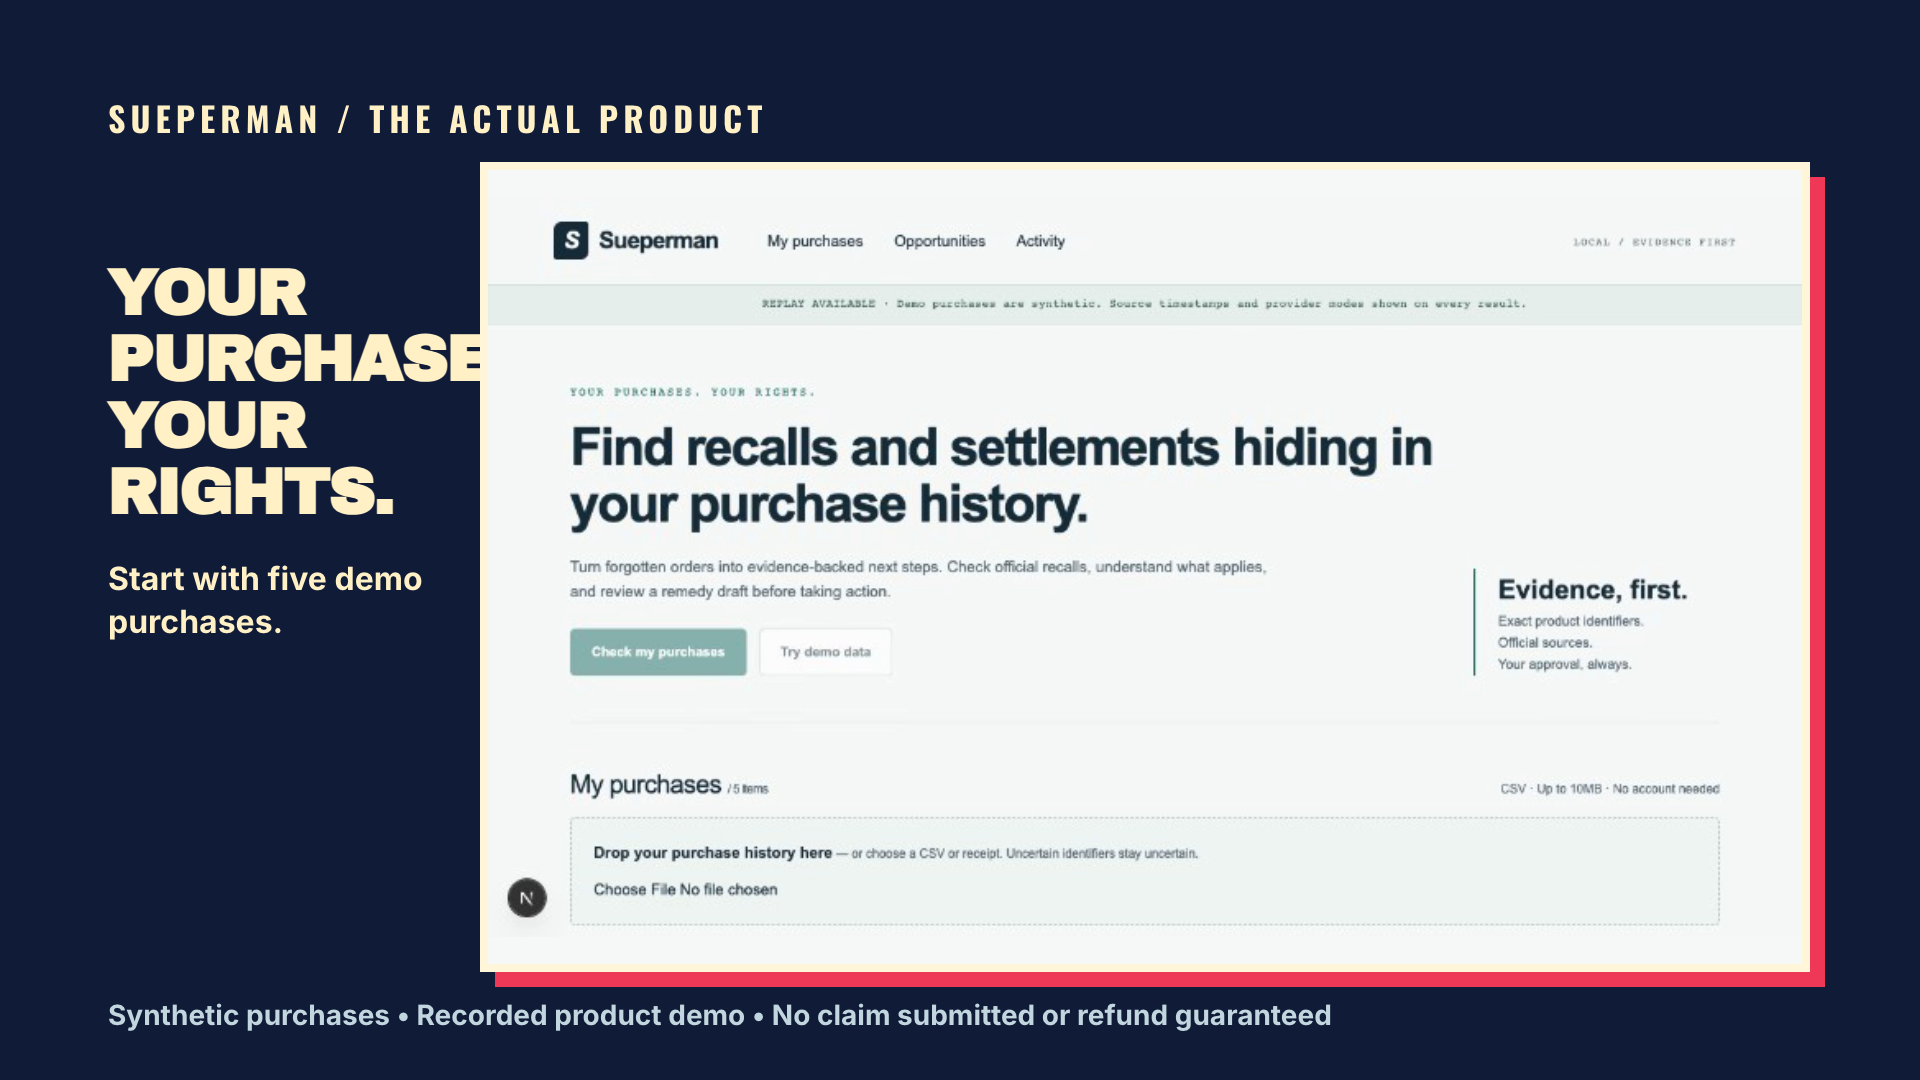 SUEPERMAN / THE ACTUAL PRODUCT
YOUR
PURCHASE
YOUR
RIGHTS.
Start with five demo
purchases.
S Sueperman My purchases Opportunities Activity LOCAL / EVIDENCE FIRST
REPLAY AVAILABLE · Demo purchases are synthetic. Source timestamps and provider modes shown on every result.
YOUR PURCHASES. YOUR RIGHTS.
Find recalls and settlements hiding in
your purchase history.
Turn forgotten orders into evidence-backed next steps. Check official recalls, understand what applies,
and review a remedy draft before taking action.
Check my purchases Try demo data
Evidence, first.
Exact product identifiers.
Official sources.
Your approval, always.
My purchases / 5 items CSV · Up to 10MB · No account needed
Drop your purchase history here — or choose a CSV or receipt. Uncertain identifiers stay uncertain.
Choose File No file chosen
N
Synthetic purchases • Recorded product demo • No claim submitted or refund guaranteed